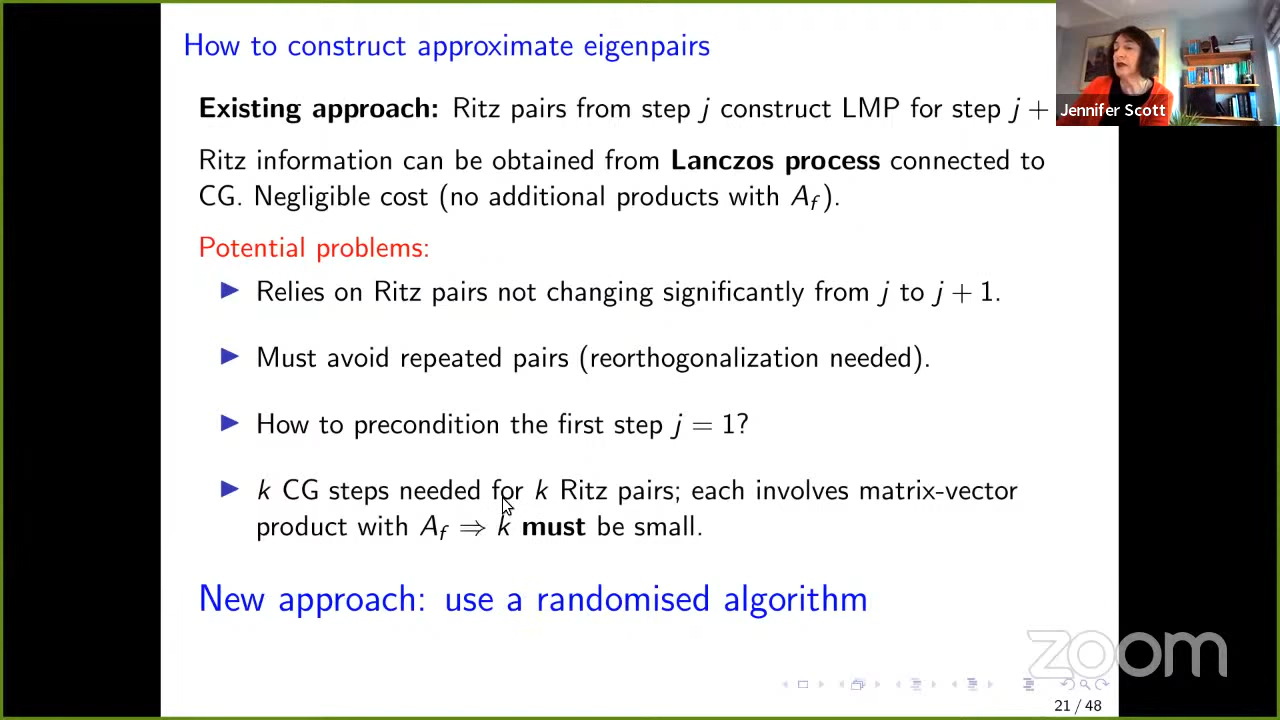 How to construct approximate eigenpairs
Existing approach: Ritz pairs from step j construct LMP for step j +
Jennifer Scott
Ritz information can be obtained from Lanczos process connected to
CG. Negligible cost (no additional products with A_f).
Potential problems:
▶ Relies on Ritz pairs not changing significantly from j to j + 1.
▶ Must avoid repeated pairs (reorthogonalization needed).
▶ How to precondition the first step j = 1?
▶ k CG steps needed for k Ritz pairs; each involves matrix-vector
product with A_f ⇒ k must be small.
New approach: use a randomised algorithm
zoom
21 / 48